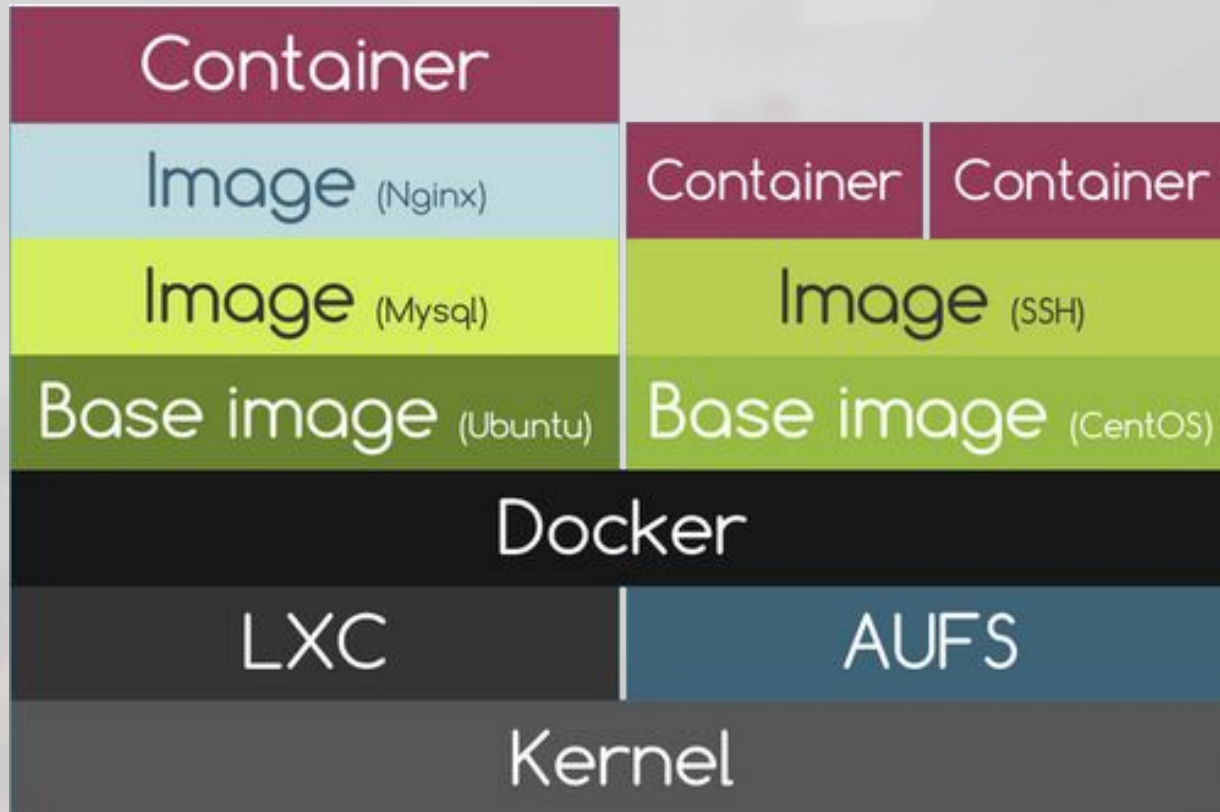 Container
Image (Nginx)
Container Container
Image (Mysql)
Image (SSH)
Base image (Ubuntu)
Base image (CentOS)
Docker
LXC
AUFS
Kernel